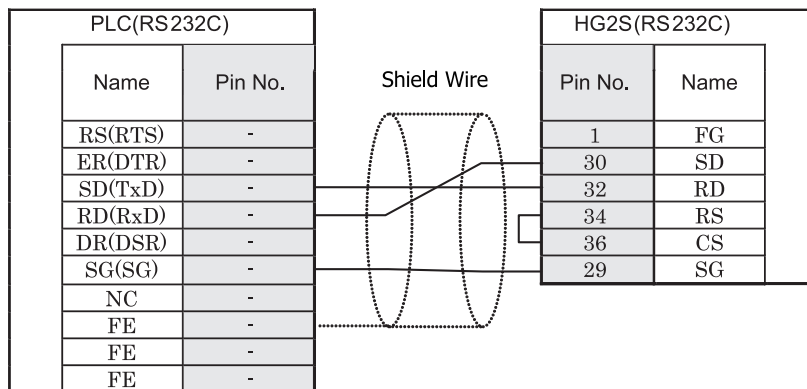 PLC(RS232C) HG2S(RS232C)
Name Pin No. Shield Wire Pin No. Name
RS(RTS) - 1 FG
ER(DTR) - 30 SD
SD(TxD) - 32 RD
RD(RxD) - 34 RS
DR(DSR) - 36 CS
SG(SG) - 29 SG
NC -
FE -
FE -
FE -